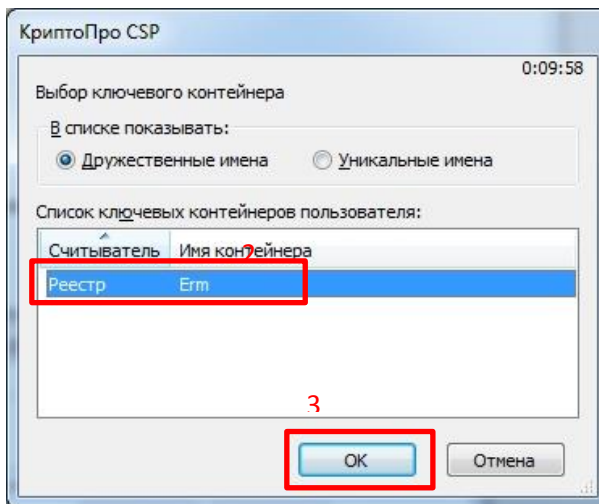 КриптоПро CSP
0:09:58
Выбор ключевого контейнера
В списке показывать:
Дружественные имена Уникальные имена
Список ключевых контейнеров пользователя:
Считыватель Имя контейнера
2
Реестр Erm
3
OK Отмена